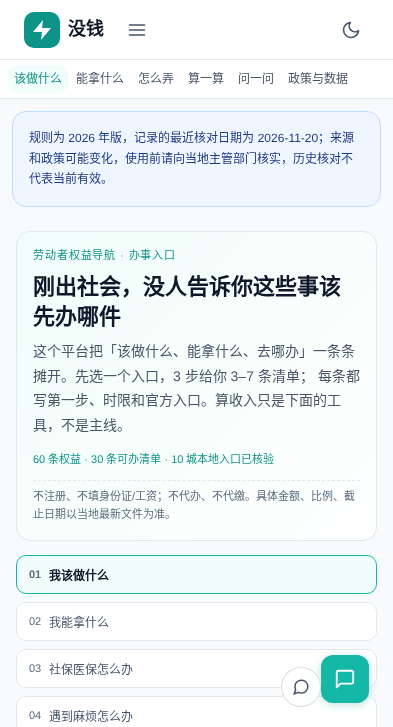 没钱
该做什么 能拿什么 怎么弄 算一算 问一问 政策与数据
规则为 2026 年版，记录的最近核对日期为 2026-11-20；来源
和政策可能变化，使用前请向当地主管部门核实，历史核对不
代表当前有效。
劳动者权益导航 · 办事入口
刚出社会，没人告诉你这些事该
先办哪件
这个平台把「该做什么、能拿什么、去哪办」一条条
摊开。先选一个入口，3 步给你 3–7 条清单； 每条都
写第一步、时限和官方入口。算收入只是下面的工
具，不是主线。
60 条权益 · 30 条可办清单 · 10 城本地入口已核验
不注册、不填身份证/工资；不代办、不代缴。具体金额、比例、截
止日期以当地最新文件为准。
01 我该做什么
02 我能拿什么
03 社保医保怎么办
04 遇到麻烦怎么办